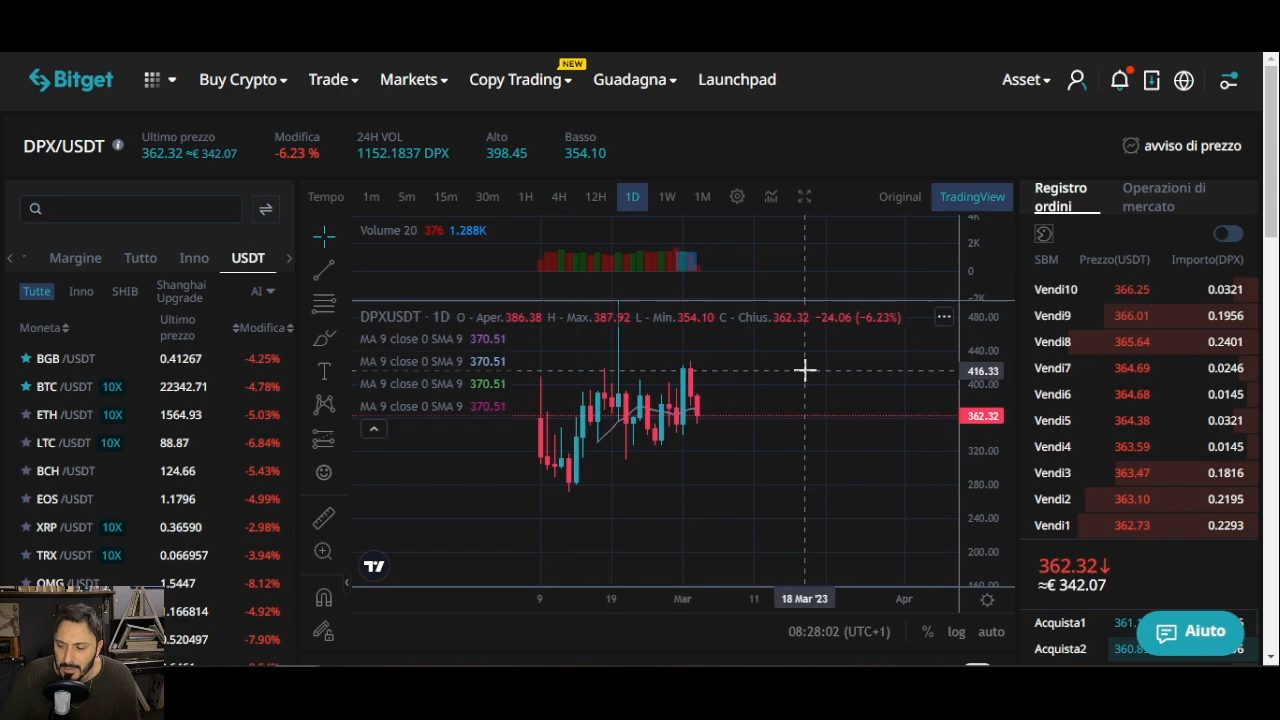 Bitget
Buy Crypto
Trade
Markets
Copy Trading
NEW
Guadagna
Launchpad
Asset
DPX/USDT
Ultimo prezzo
362.32 ≈€ 342.07
Modifica
-6.23 %
24H VOL
1152.1837 DPX
Alto
398.45
Basso
354.10
avviso di prezzo
Margine
Tutto
Inno
USDT
Tutte
Inno
SHIB
Shanghai
Upgrade
AI
Moneta
Ultimo
prezzo
Modifica
BGB /USDT 0.41267 -4.25%
BTC /USDT 10X 22342.71 -4.78%
ETH /USDT 10X 1564.93 -5.03%
LTC /USDT 10X 88.87 -6.84%
BCH /USDT 124.66 -5.43%
EOS /USDT 1.1796 -4.99%
XRP /USDT 10X 0.36590 -2.98%
TRX /USDT 10X 0.066957 -3.94%
OMG /USDT 1.5447 -8.12%
.166814 -4.92%
.520497 -7.90%
Tempo 1m 5m 15m 30m 1H 4H 12H 1D 1W 1M
Original
TradingView
Volume 20 376 1.288K
DPXUSDT · 1D O - Aper. 386.38 H - Max. 387.92 L - Min. 354.10 C - Chius. 362.32 −24.06 (−6.23%)
MA 9 close 0 SMA 9 370.51
MA 9 close 0 SMA 9 370.51
MA 9 close 0 SMA 9 370.51
MA 9 close 0 SMA 9 370.51
4K
2K
0
−2K
480.00
440.00
416.33
400.00
362.32
320.00
280.00
240.00
200.00
160.00
9 19 Mar 11 18 Mar '23 Apr
08:28:02 (UTC+1) % log auto
Registro
ordini
Operazioni di
mercato
SBM Prezzo(USDT) Importo(DPX)
Vendi10 366.25 0.0321
Vendi9 366.01 0.1956
Vendi8 365.64 0.2401
Vendi7 364.69 0.0246
Vendi6 364.68 0.0145
Vendi5 364.38 0.0321
Vendi4 363.59 0.0145
Vendi3 363.47 0.1816
Vendi2 363.10 0.2195
Vendi1 362.73 0.2293
362.32↓
≈€ 342.07
Acquista1 361.
Acquista2 360.8
Aiuto